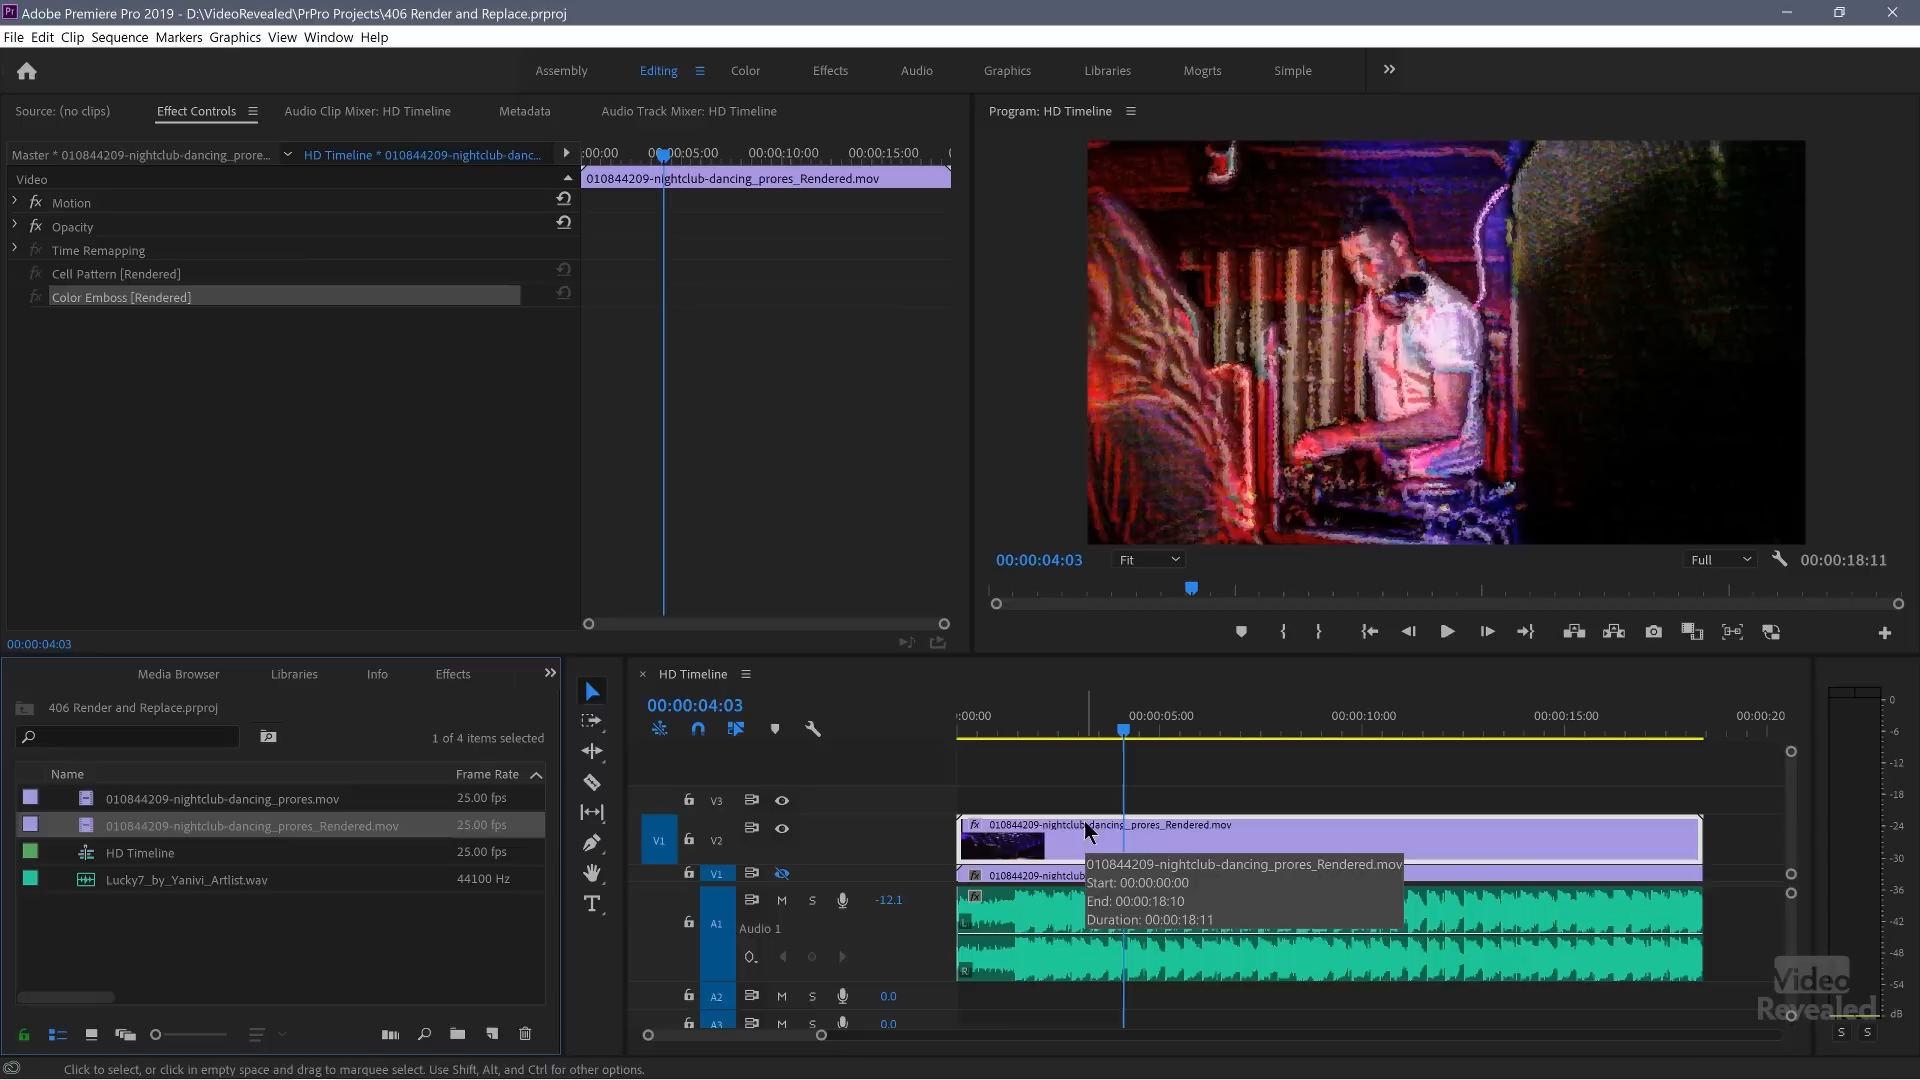 Adobe Premiere Pro 2019 - D:\VideoRevealed\PrPro Projects\406 Render and Replace.prproj
File Edit Clip Sequence Markers Graphics View Window Help
Assembly Editing Color Effects Audio Graphics Libraries Mogrts Simple
Source: (no clips) Effect Controls Audio Clip Mixer: HD Timeline Metadata Audio Track Mixer: HD Timeline
Program: HD Timeline
Master * 010844209-nightclub-dancing_prore... HD Timeline * 010844209-nightclub-danc...
:00:00 00:00:05:00 00:00:10:00 00:00:15:00
Video
010844209-nightclub-dancing_prores_Rendered.mov
fx Motion
fx Opacity
fx Time Remapping
fx Cell Pattern [Rendered]
fx Color Emboss [Rendered]
00:00:04:03 Fit Full 00:00:18:11
00:00:04:03
Media Browser Libraries Info Effects
406 Render and Replace.prproj
1 of 4 items selected
Name Frame Rate
010844209-nightclub-dancing_prores.mov 25.00 fps
010844209-nightclub-dancing_prores_Rendered.mov 25.00 fps
HD Timeline 25.00 fps
Lucky7_by_Yanivi_Artlist.wav 44100 Hz
× HD Timeline
00:00:04:03
:00:00 00:00:05:00 00:00:10:00 00:00:15:00 00:00:20
V3
V1 V2
fx 010844209-nightclub-dancing_prores_Rendered.mov
V1
fx 010844209-nightclub
010844209-nightclub-dancing_prores_Rendered.mov
Start: 00:00:00:00
End: 00:00:18:10
Duration: 00:00:18:11
A1 M S -12.1
Audio 1
fx
L
R
A2 M S 0.0
A3 M S 0.0
0
-6
-12
-18
-24
-30
-36
-42
-48
-54
dB
S S
Video
Revealed
Click to select, or click in empty space and drag to marquee select. Use Shift, Alt, and Ctrl for other options.